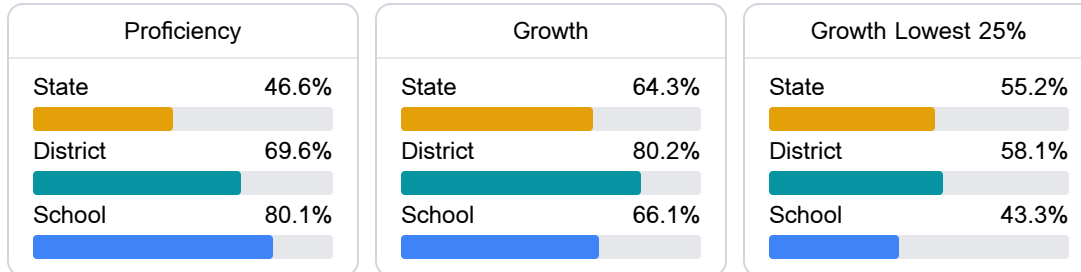 Proficiency
State 46.6%
District 69.6%
School 80.1%
Growth
State 64.3%
District 80.2%
School 66.1%
Growth Lowest 25%
State 55.2%
District 58.1%
School 43.3%